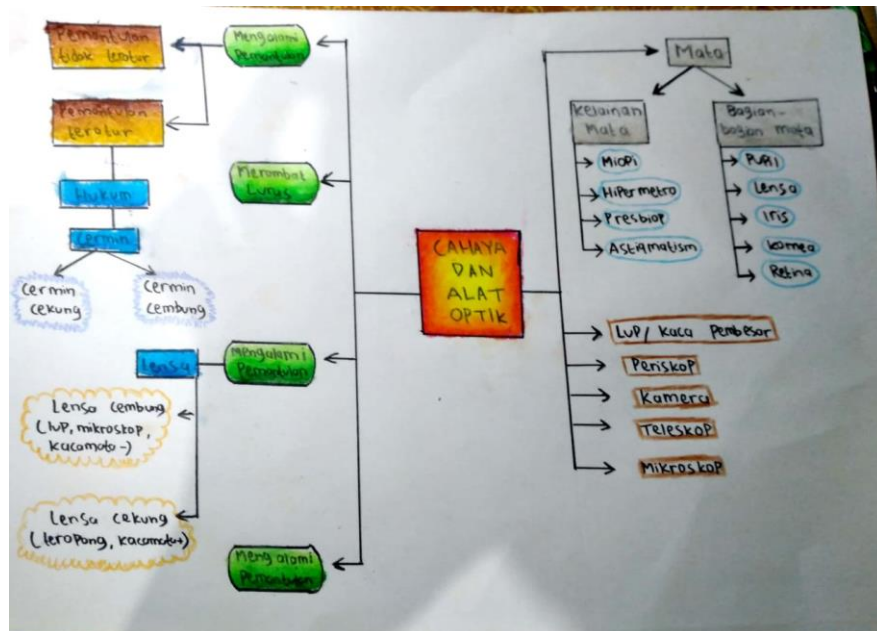 CAHAYA
DAN
ALAT
OPTIK
Mengalami
Pemantulan
Pemantulan
tidak teratur
Pemantulan
teratur
Hukum
Cermin
Cermin
cekung
Cermin
cembung
Merambat
Lurus
Mengalami
Pemantulan
Lensa
Lensa cembung
(lup, mikroskop,
kacamata -)
Lensa cekung
(teropong, kacamata+)
Mengalami
Pemantulan
Mata
Kelainan
Mata
Miopi
Hipermetro
Presbiop
Astigmatism
Bagian-
bagian mata
Pupil
Lensa
Iris
Kornea
Retina
LUP/ Kaca Pembesar
Periskop
Kamera
Teleskop
Mikroskop